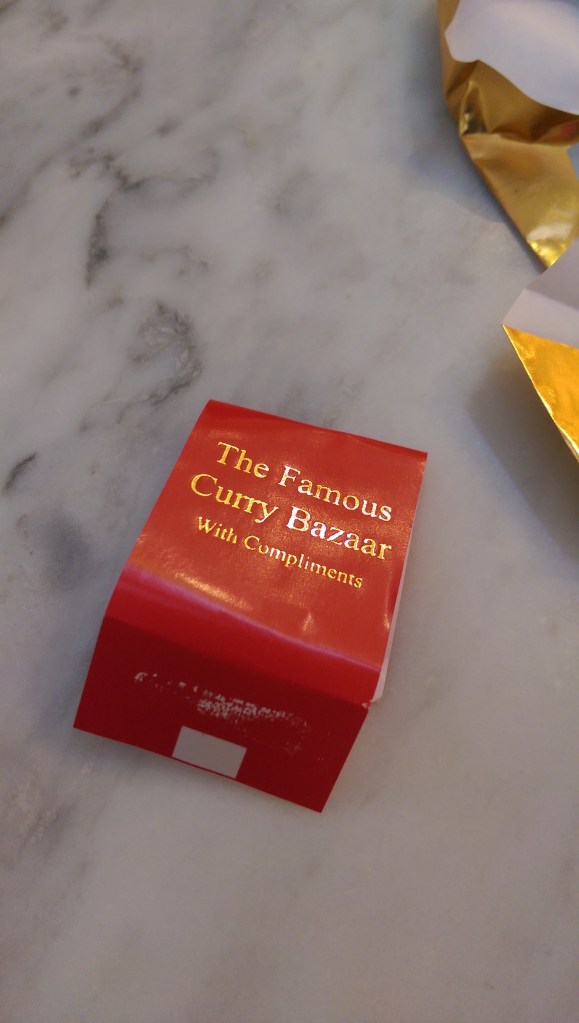 The Famous
Curry Bazaar
With Compliments